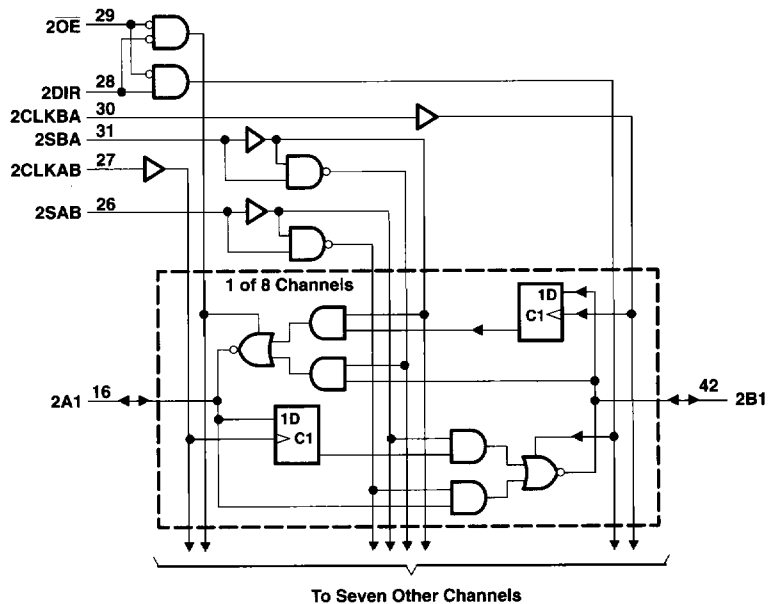 2O̅E̅ 29
2DIR 28
2CLKBA 30
2SBA 31
2CLKAB 27
2SAB 26
1 of 8 Channels
1D
C1
2A1 16
42 2B1
1D
C1
To Seven Other Channels